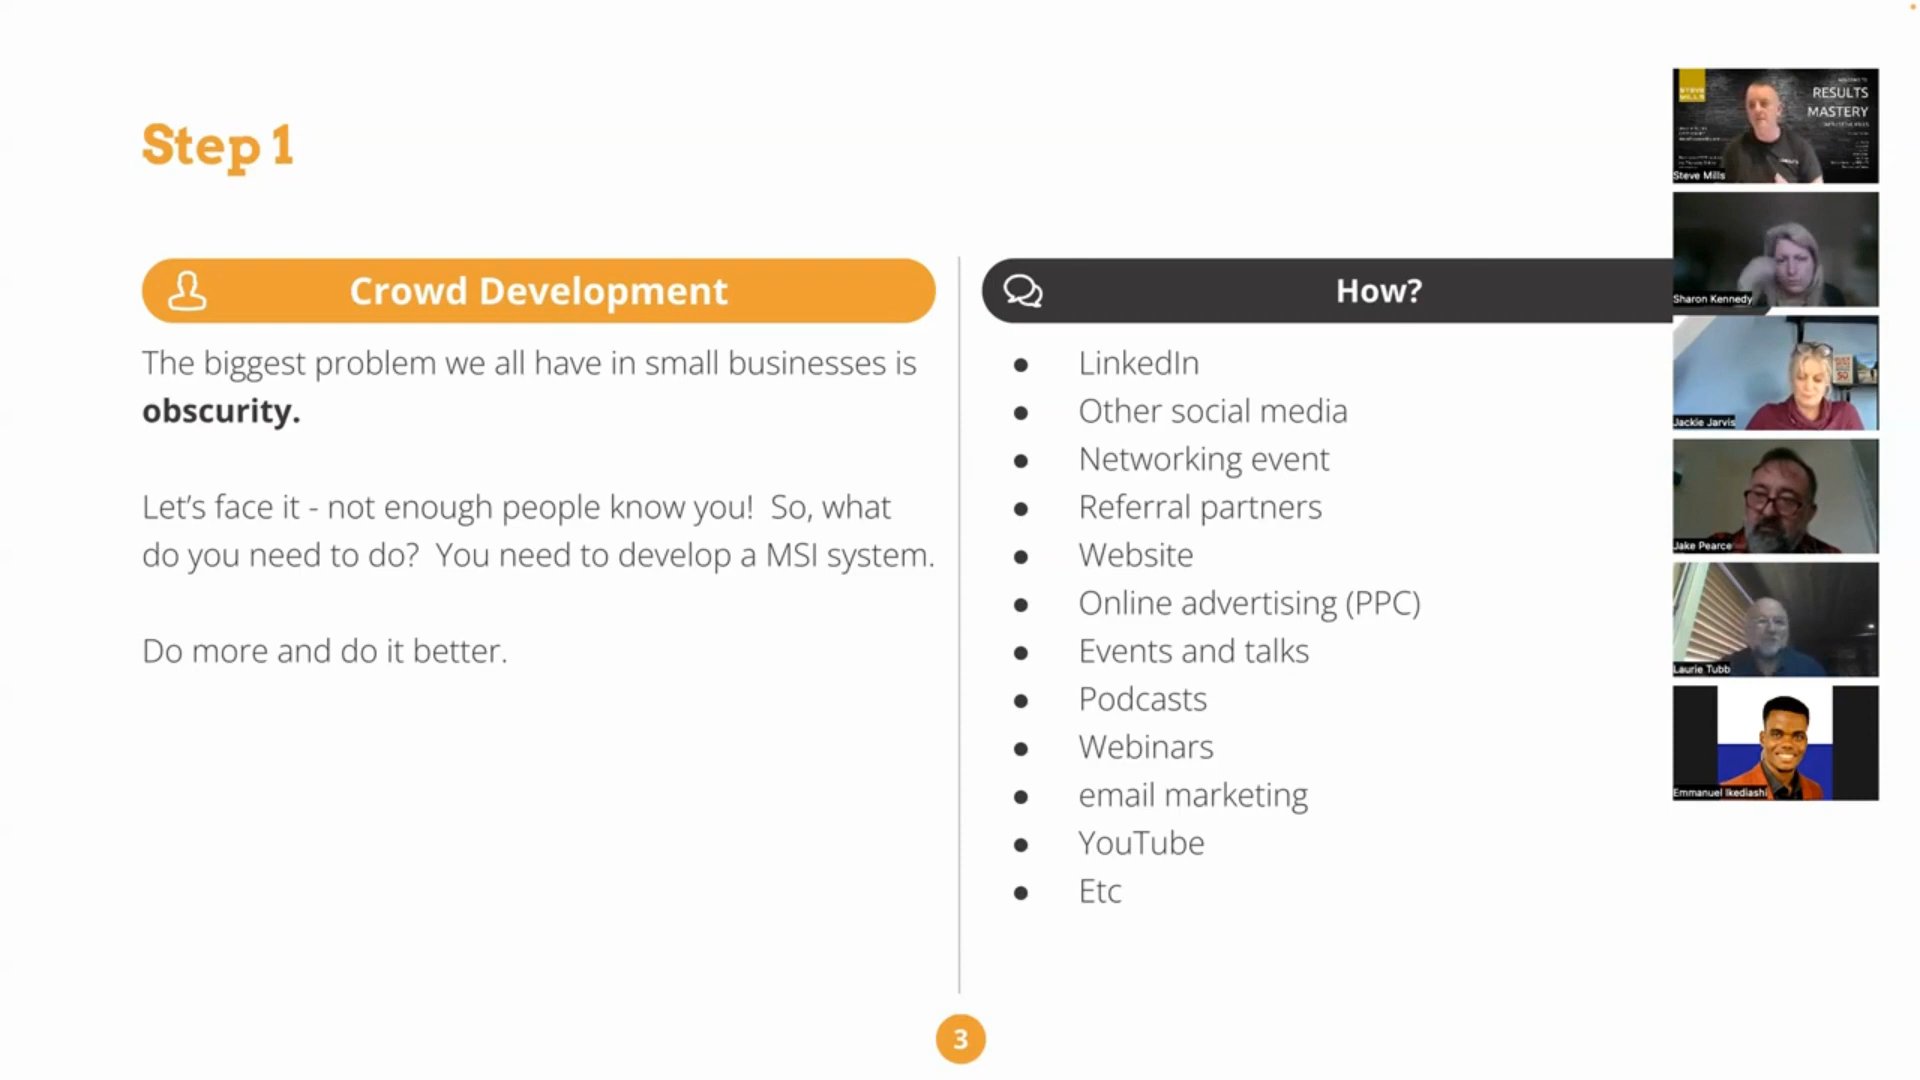 Step 1
Crowd Development
The biggest problem we all have in small businesses is
obscurity.
Let's face it - not enough people know you!  So, what
do you need to do?  You need to develop a MSI system.
Do more and do it better.
How?
LinkedIn
Other social media
Networking event
Referral partners
Website
Online advertising (PPC)
Events and talks
Podcasts
Webinars
email marketing
YouTube
Etc
3
STEVE
MILLS
RESULTS
MASTERY
Steve Mills
Sharon Kennedy
Jackie Jarvis
Jake Pearce
Laurie Tubb
Emmanuel Ikediashi